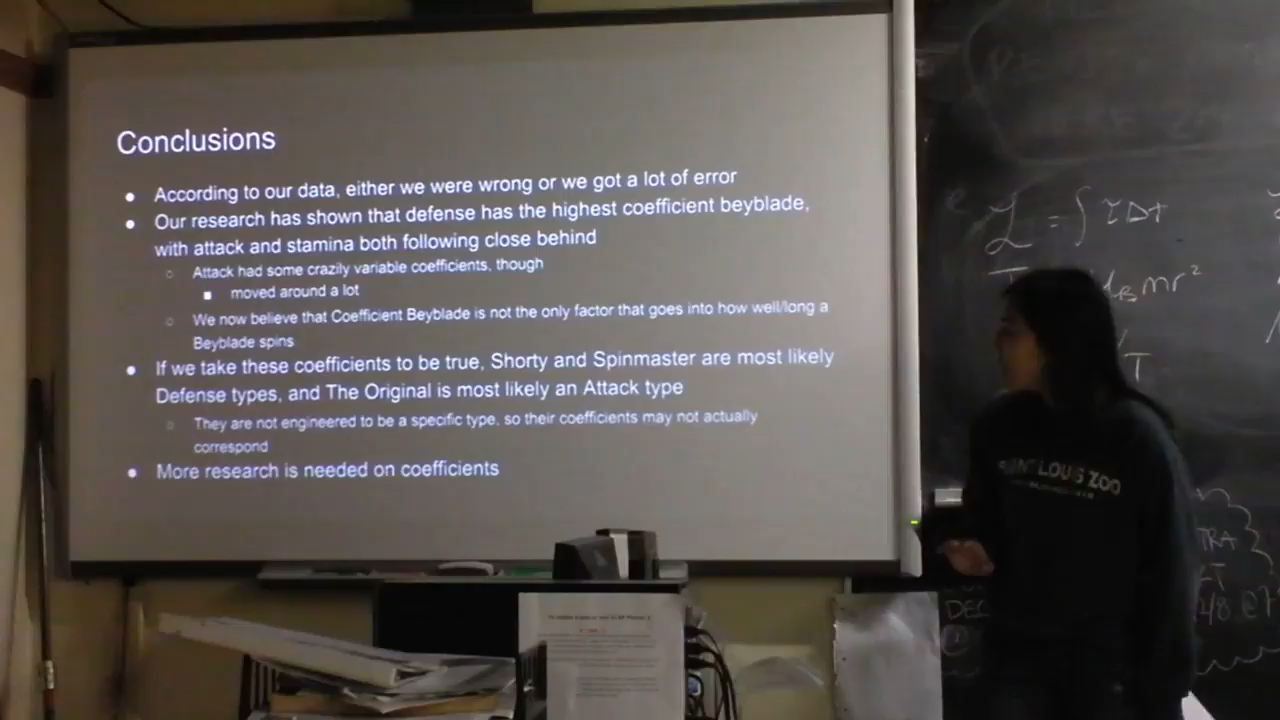 Conclusions
● According to our data, either we were wrong or we got a lot of error
● Our research has shown that defense has the highest coefficient beyblade,
with attack and stamina both following close behind
○ Attack had some crazily variable coefficients, though
■ moved around a lot
○ We now believe that Coefficient Beyblade is not the only factor that goes into how well/long a
Beyblade spins
● If we take these coefficients to be true, Shorty and Spinmaster are most likely
Defense types, and The Original is most likely an Attack type
○ They are not engineered to be a specific type, so their coefficients may not actually
correspond
● More research is needed on coefficients
= ∫ τΔt
mr²
T
LOUIS ZOO
DEC